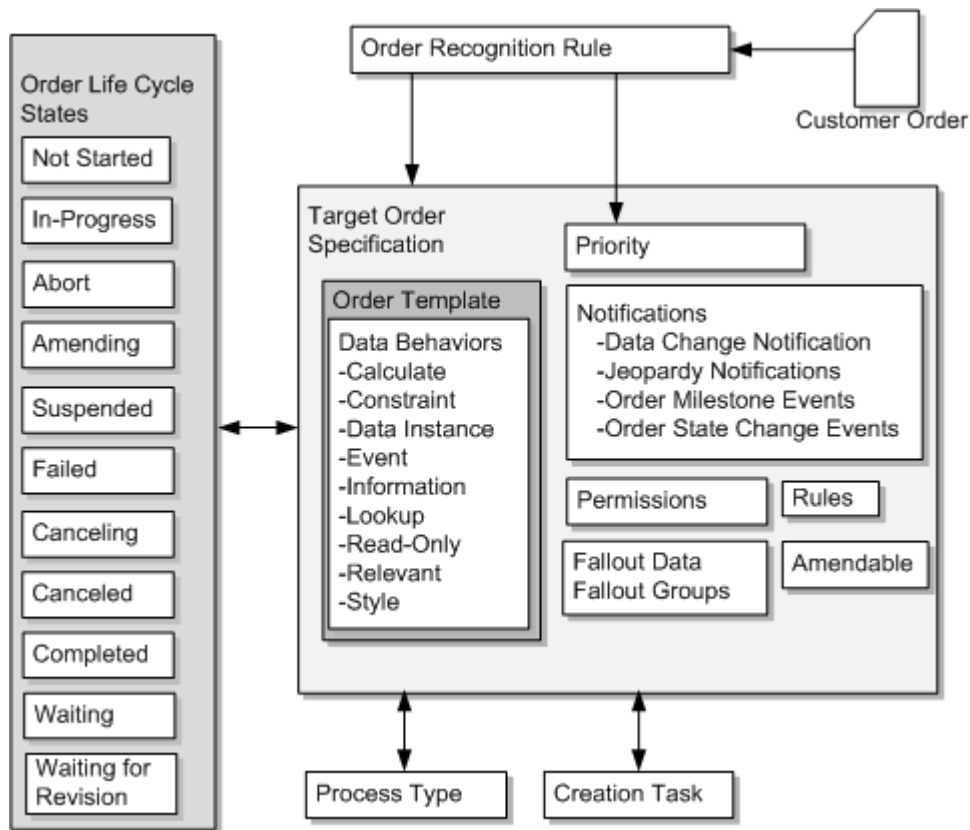 Order Recognition Rule
Customer Order
Order Life Cycle
States
Not Started
In-Progress
Abort
Amending
Suspended
Failed
Canceling
Canceled
Completed
Waiting
Waiting for
Revision
Target Order
Specification
Order Template
Data Behaviors
-Calculate
-Constraint
-Data Instance
-Event
-Information
-Lookup
-Read-Only
-Relevant
-Style
Priority
Notifications
-Data Change Notification
-Jeopardy Notifications
-Order Milestone Events
-Order State Change Events
Permissions
Rules
Fallout Data
Fallout Groups
Amendable
Process Type
Creation Task